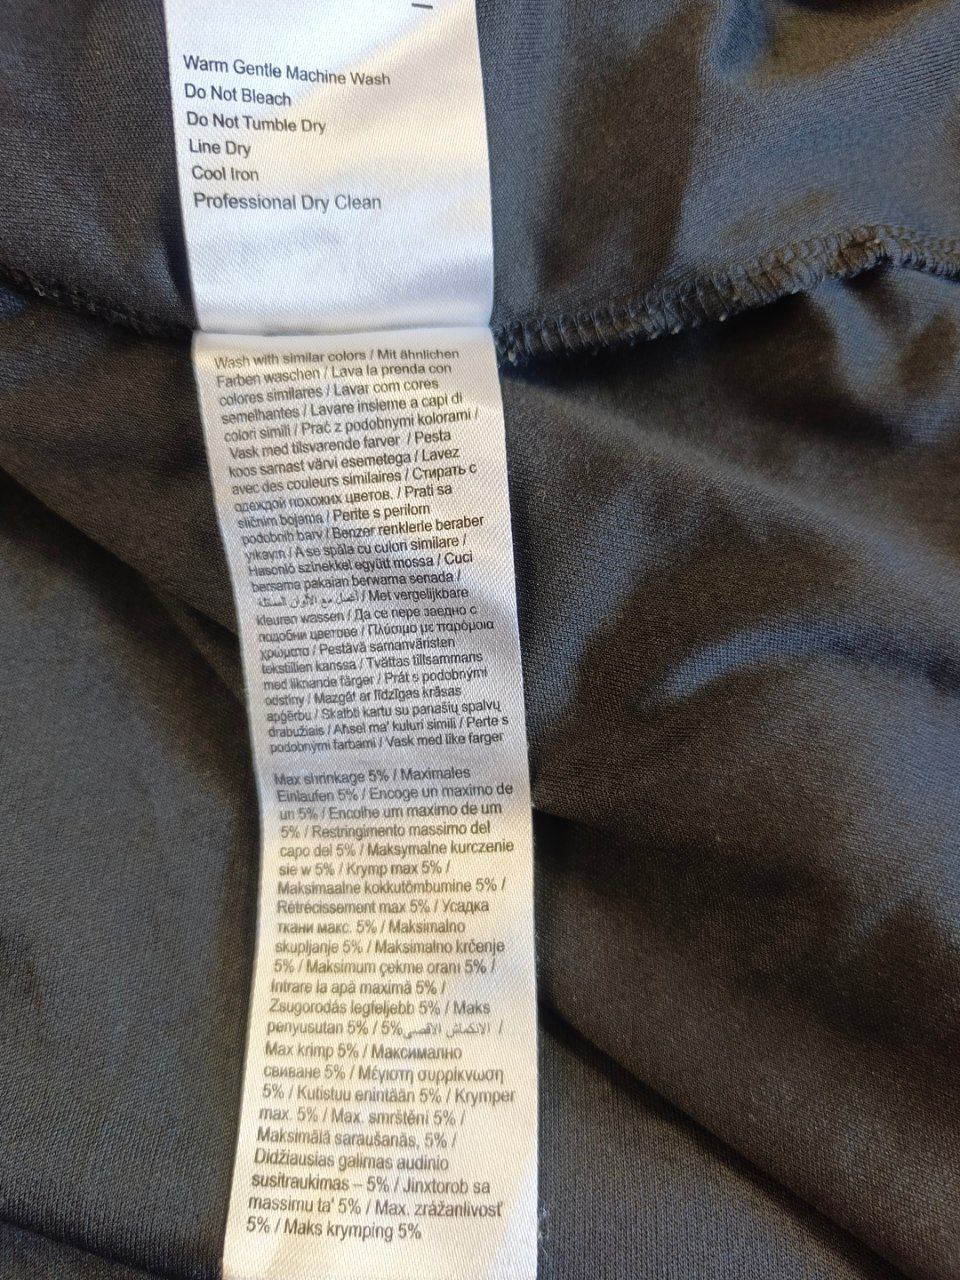 Warm Gentle Machine Wash
Do Not Bleach
Do Not Tumble Dry
Line Dry
Cool Iron
Professional Dry Clean
Wash with similar colors / Mit ähnlichen
Farben waschen / Lava la prenda con
colores similares / Lavar com cores
semelhantes / Lavare insieme a capi di
colori simili / Prać z podobnymi kolorami /
Vask med tilsvarende farver / Pesta
koos samast värvi esemetega / Lavez
avec des couleurs similaires / Стирать с
одеждой похожих цветов. / Prati sa
sličnim bojama / Perite s perilom
podobnih barv / Benzer renklerle beraber
yıkayın / A se spăla cu culori similare /
Hasonló színekkel együtt mossa / Cuci
bersama pakaian berwarna senada /
اغسل مع الألوان / Met vergelijkbare
kleuren wassen / Да се пере заедно с
подобни цветове / Πλύσιμο με παρόμοια
χρώματα / Pestävä samanväristen
tekstiilien kanssa / Tvättas tillsammans
med liknande färger / Prát s podobnými
odstíny / Mazgāt ar līdzīgas krāsas
apģērbu / Skalbti kartu su panašių spalvų
drabužiais / Aħsel ma' kuluri simili / Perte s
podobnými farbami / Vask med like farger
Max shrinkage 5% / Maximales
Einlaufen 5% / Encoge un maximo de
un 5% / Encolhe um maximo de um
5% / Restringimento massimo del
capo del 5% / Maksymalne kurczenie
sie w 5% / Krymp max 5% /
Maksimaalne kokkutõmbumine 5% /
Rétrécissement max 5% / Усадка
ткани макс. 5% / Maksimalno
skupljanje 5% / Maksimalno krčenje
5% / Maksimum çekme oranı 5% /
Intrare la apă maximă 5% /
Zsugorodás legfeljebb 5% / Maks
penyusutan 5% / 5% الانكماش الأقصى /
Max krimp 5% / Максимално
свиване 5% / Μέγιστη συρρίκνωση
5% / Kutistuu enintään 5% / Krymper
max. 5% / Max. smrštění 5% /
Maksimālā saraušanās, 5% /
Didžiausias galimas audinio
susitraukimas – 5% / Jinxtorob sa
massimu ta' 5% / Max. zrážanlivosť
5% / Maks krymping 5%